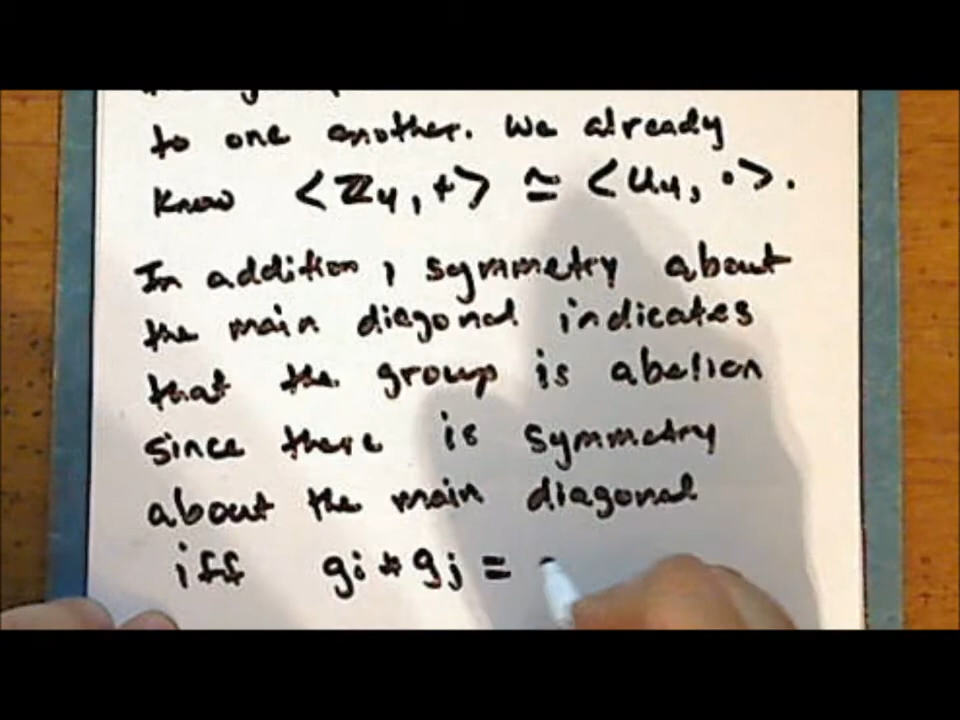 to one another. We already
know <ℤ₄, +> ≃ <U₄, ·>.
In addition, symmetry about
the main diagonal indicates
that the group is abelian
since there is symmetry
about the main diagonal
iff gi * gj =